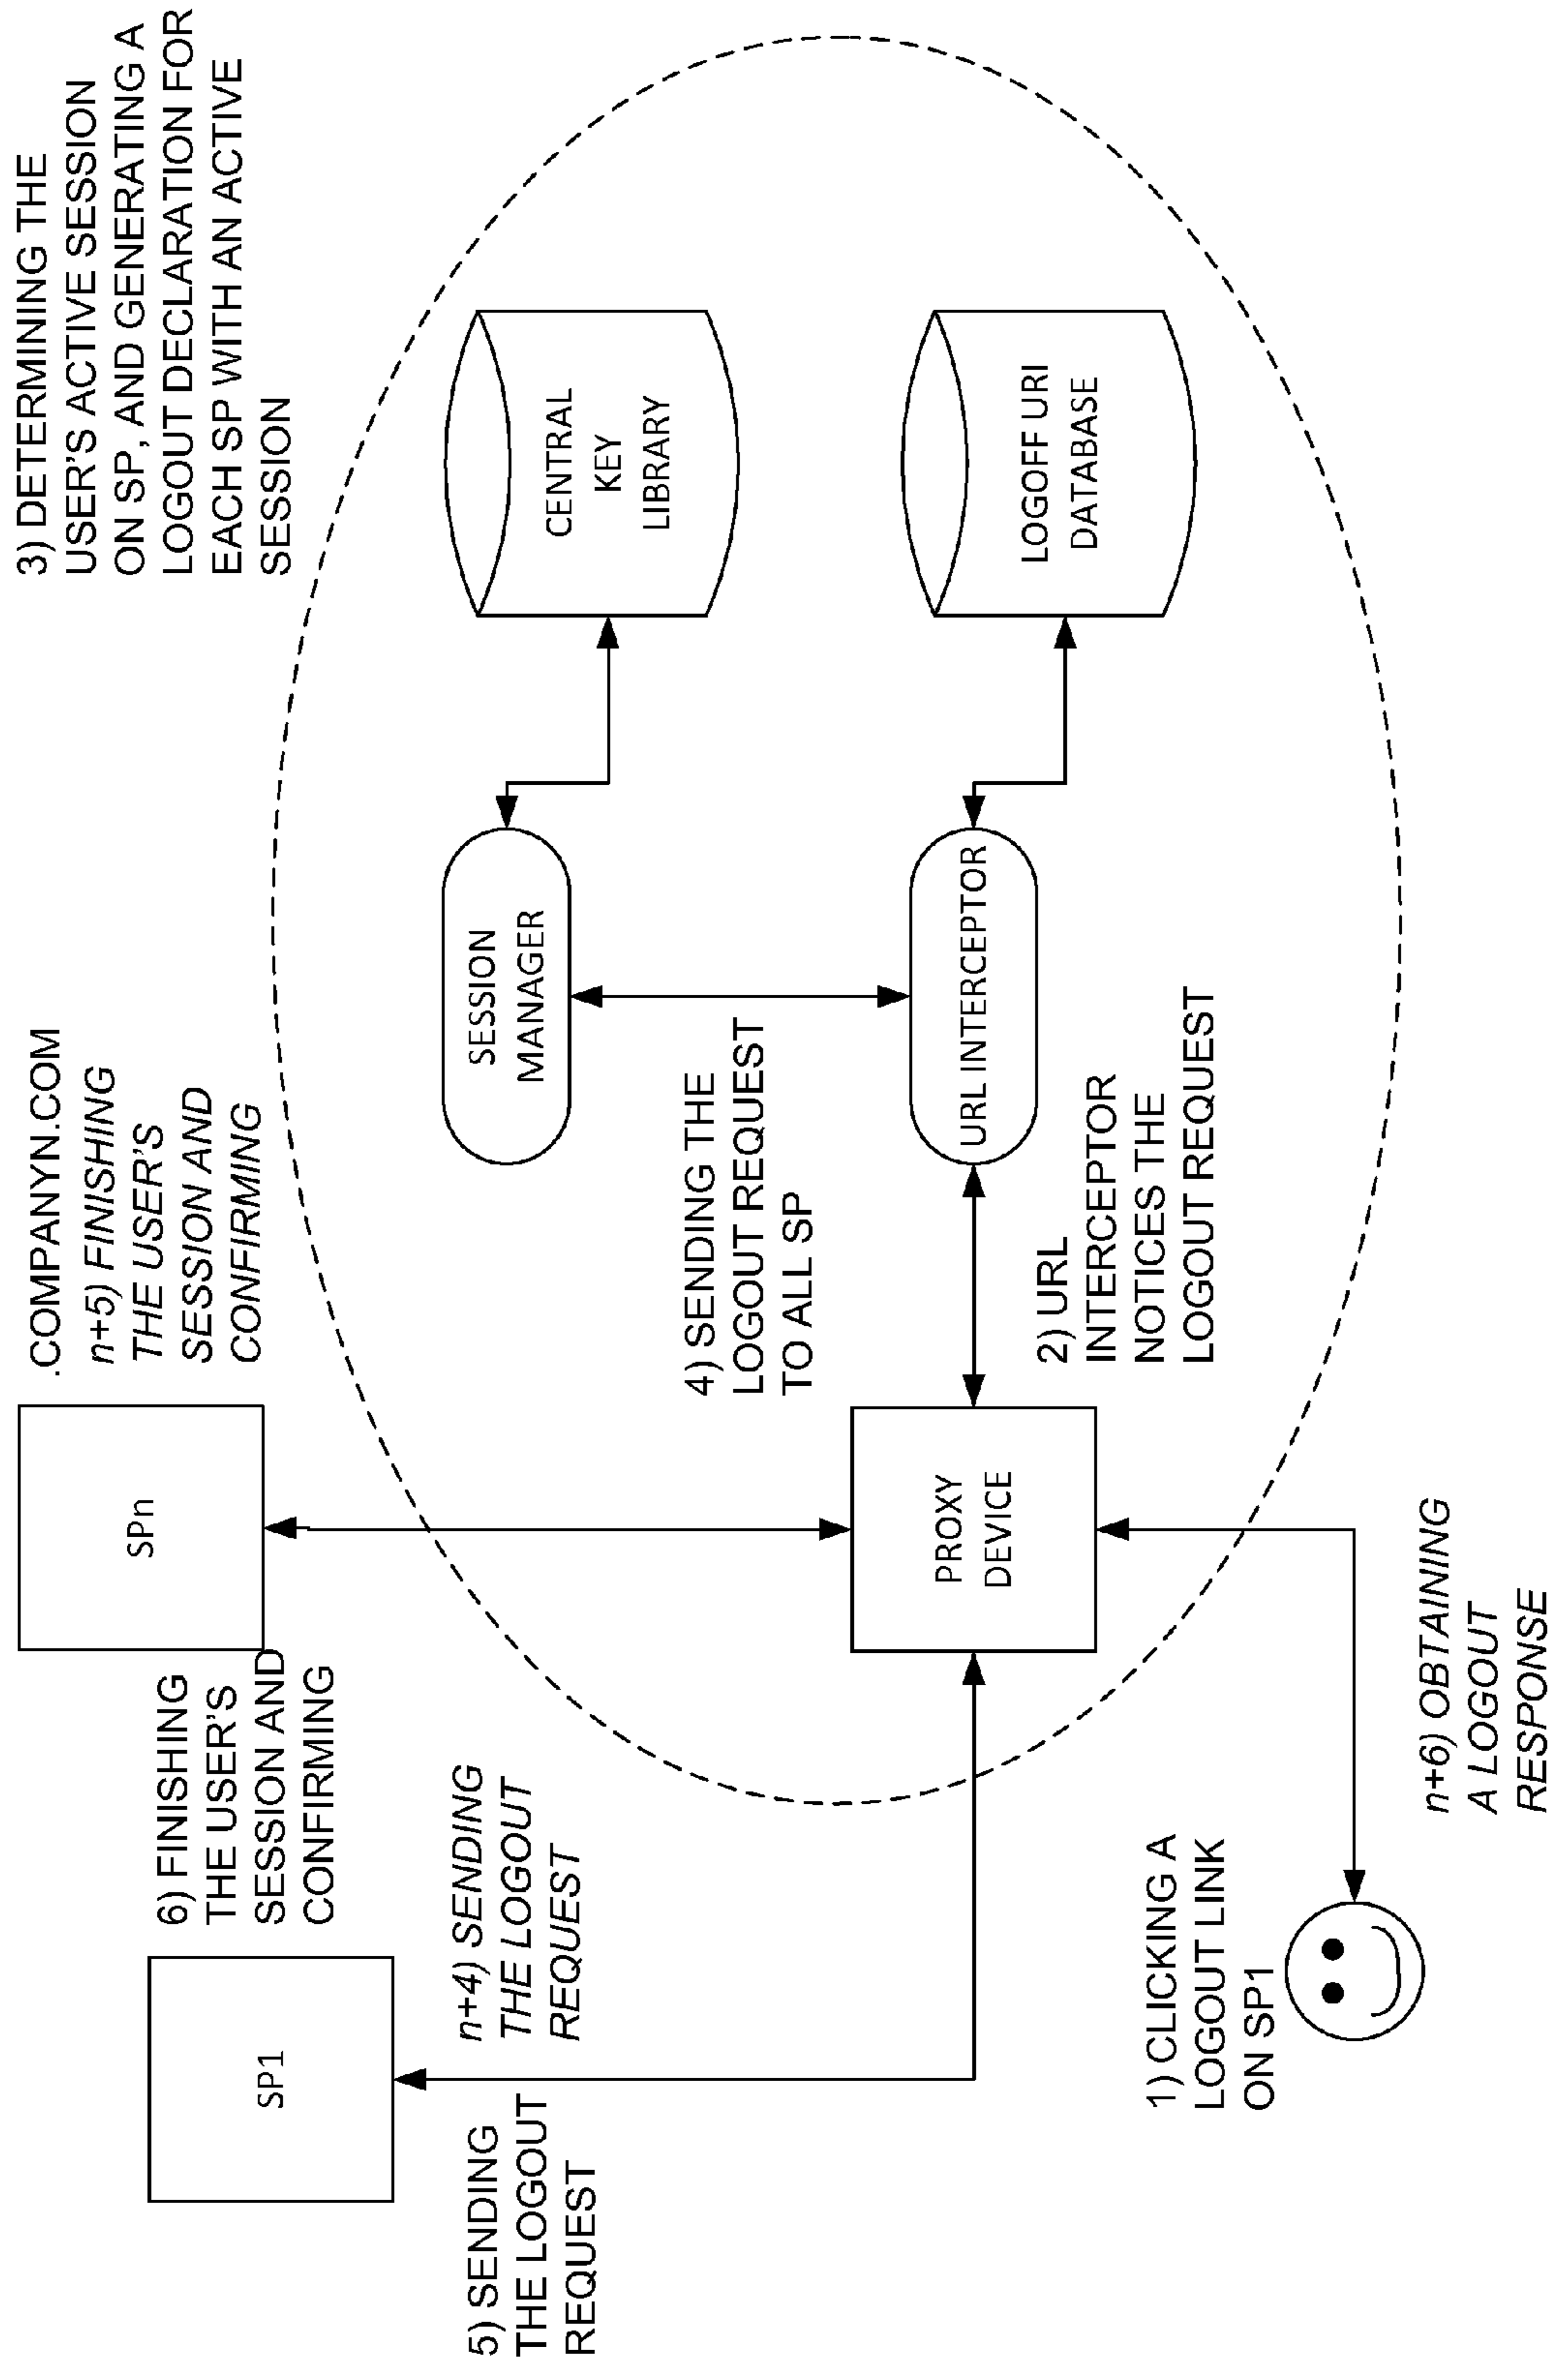 3) DETERMINING THE
USER'S ACTIVE SESSION
ON SP, AND GENERATING A
LOGOUT DECLARATION FOR
EACH SP WITH AN ACTIVE
SESSION
.COMPANYN.COM
n+5) FINISHING
THE USER'S
SESSION AND
CONFIRMING
SPn
6) FINISHING
THE USER'S
SESSION AND
CONFIRMING
SP1
5) SENDING
THE LOGOUT
REQUEST
n+4) SENDING
THE LOGOUT
REQUEST
SESSION
MANAGER
CENTRAL
KEY
LIBRARY
4) SENDING THE
LOGOUT REQUEST
TO ALL SP
PROXY
DEVICE
URL INTERCEPTOR
LOGOFF URI
DATABASE
2) URL
INTERCEPTOR
NOTICES THE
LOGOUT REQUEST
1) CLICKING A
LOGOUT LINK
ON SP1
n+6) OBTAINING
A LOGOUT
RESPONSE